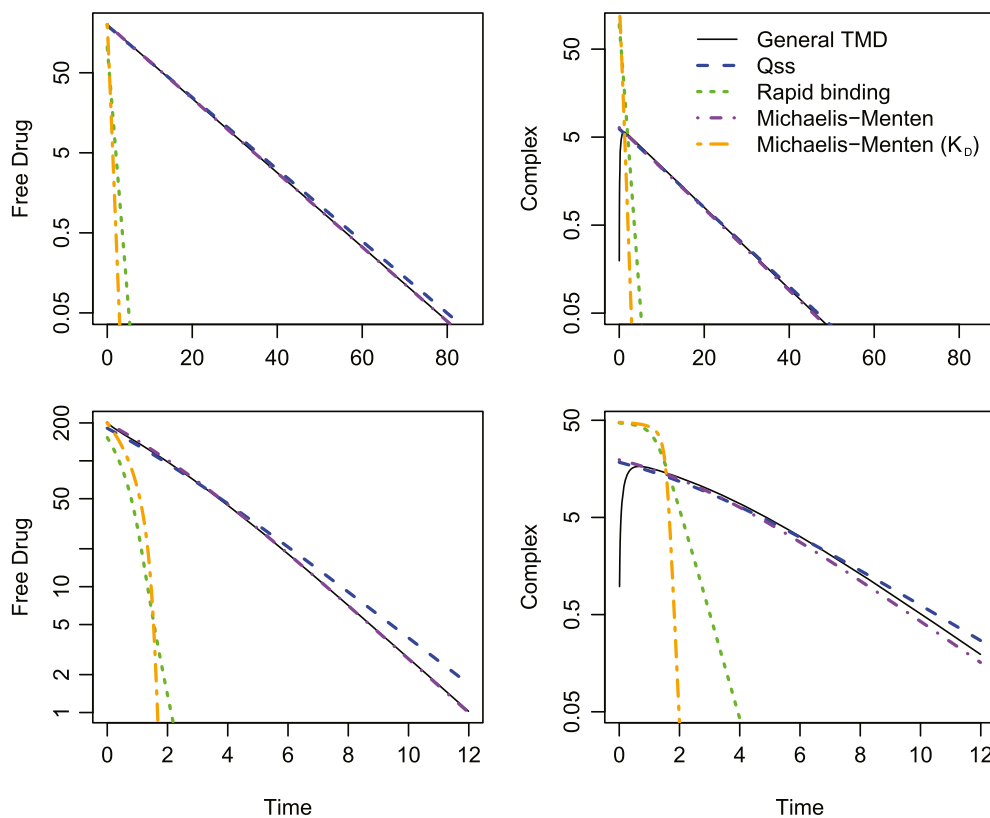 Free Drug
50
5
0.5
0.05
0 20 40 60 80
Complex
50
5
0.5
0.05
0 20 40 60 80
General TMD
Qss
Rapid binding
Michaelis−Menten
Michaelis−Menten (KD)
Free Drug
200
50
10
5
2
1
0 2 4 6 8 10 12
Time
Complex
50
5
0.5
0.05
0 2 4 6 8 10 12
Time